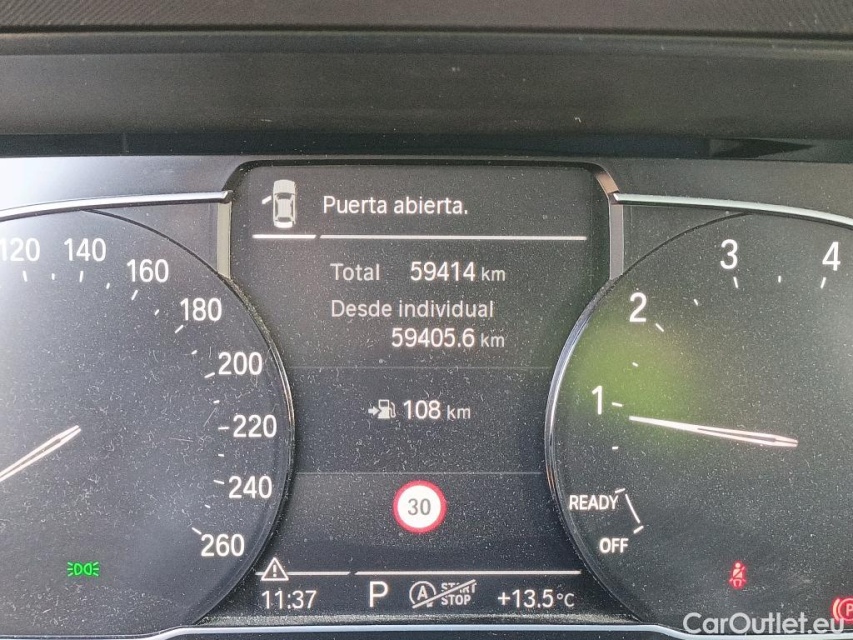 Puerta abierta.
Total 59414 km
Desde individual
59405.6 km
108 km
30
11:37 P A START STOP +13.5°C
120 140 160 180 200 220 240 260
1 2 3 4
READY
OFF
P
CarOutlet.eu